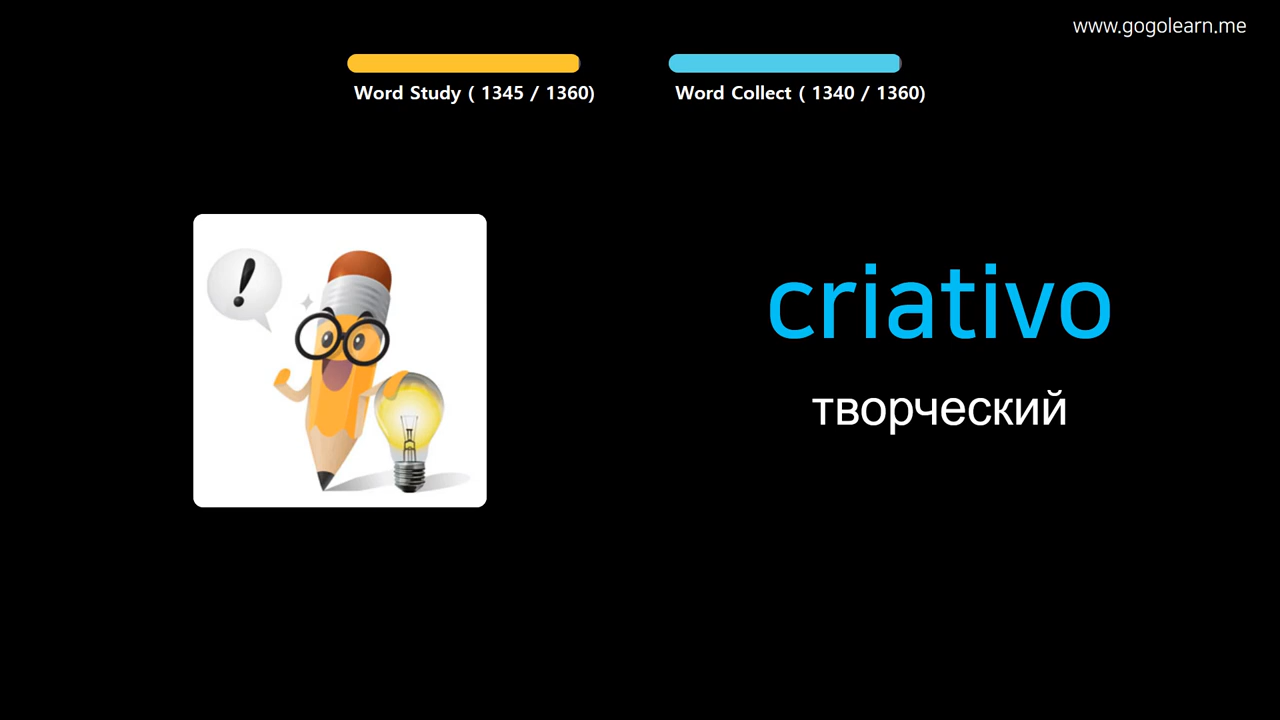 www.gogolearn.me
Word Study ( 1345 / 1360)
Word Collect ( 1340 / 1360)
!
criativo
творческий